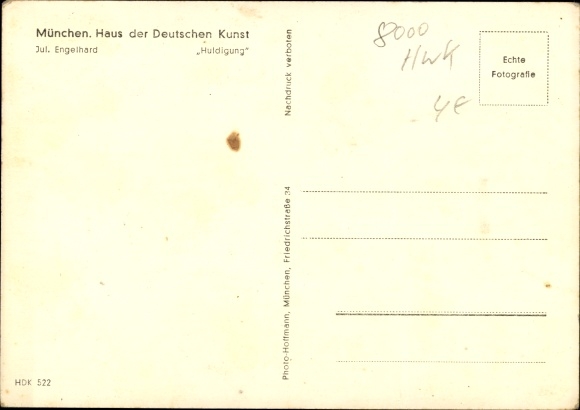 München. Haus der Deutschen Kunst
Jul. Engelhard „Huldigung“
HDK 522
Nachdruck verboten
Photo-Hoffmann, München, Friedrichstraße 34
8000
HWK
4€
Echte
Fotografie